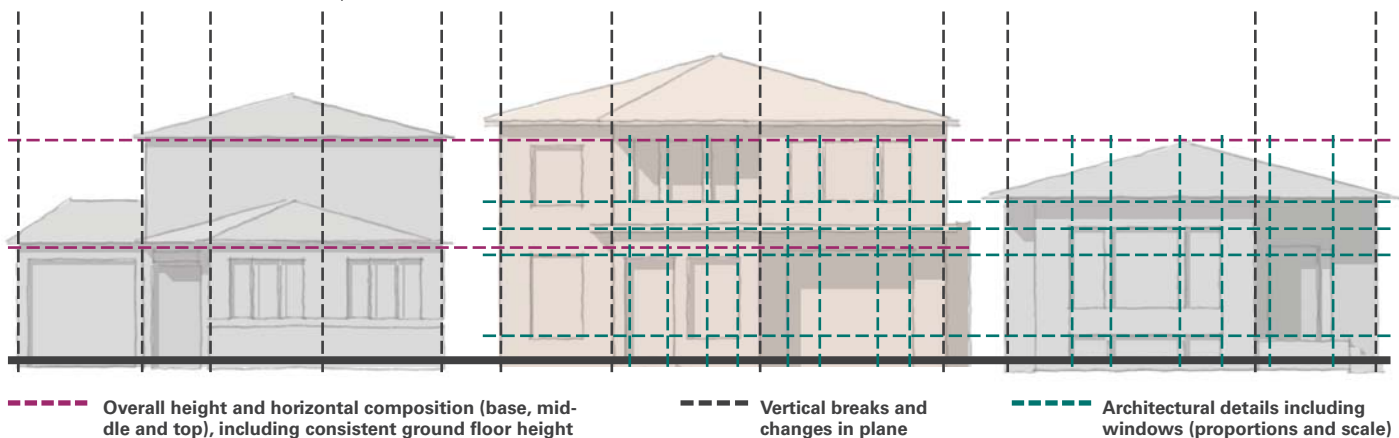 Overall height and horizontal composition (base, mid-
dle and top), including consistent ground floor height
Vertical breaks and
changes in plane
Architectural details including
windows (proportions and scale)